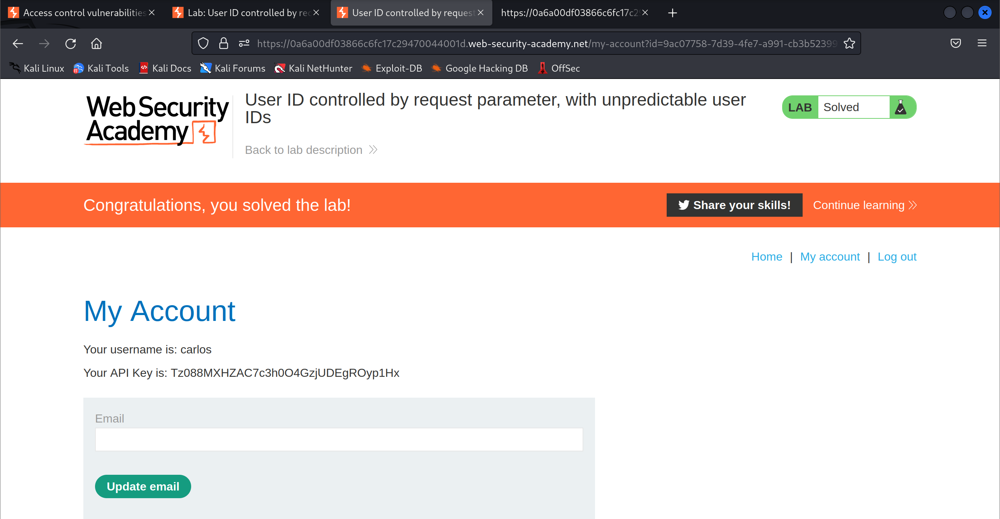 Access control vulnerabilities
Lab: User ID controlled by rec
User ID controlled by request
https://0a6a00df03866c6fc17c29
https://0a6a00df03866c6fc17c29470044001d.web-security-academy.net/my-account?id=9ac07758-7d39-4fe7-a991-cb3b52399
Kali Linux
Kali Tools
Kali Docs
Kali Forums
Kali NetHunter
Exploit-DB
Google Hacking DB
OffSec
Web Security
Academy
User ID controlled by request parameter, with unpredictable user
IDs
LAB Solved
Back to lab description
Congratulations, you solved the lab!
Share your skills!
Continue learning
Home | My account | Log out
My Account
Your username is: carlos
Your API Key is: Tz088MXHZAC7c3h0O4GzjUDEgROyp1Hx
Email
Update email